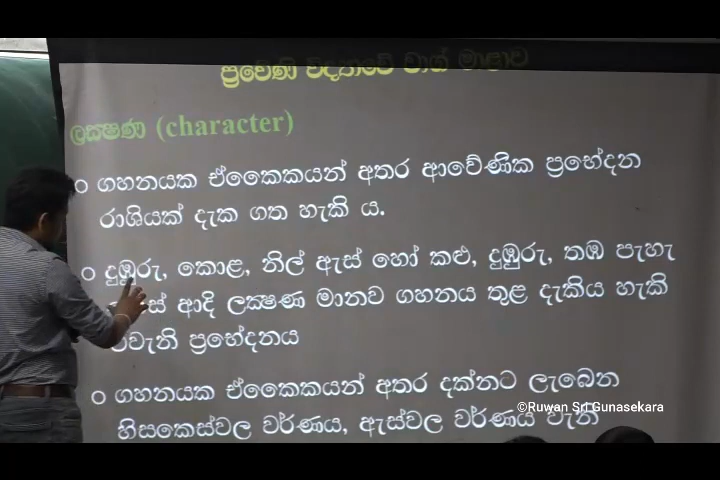 ප්‍රවේණි විද්‍යාවේ වාග් මාලාව
ලක්‍ෂණ (character)
o ගහනයක ඒකෛකයන් අතර ආවේණික ප්‍රභේදන
රාශියක් දැක ගත හැකි ය.
o දුඹුරු, කොළ, නිල් ඇස් හෝ කළු, දුඹුරු, තඹ පැහැ
ආදි ලක්‍ෂණ මානව ගහනය තුළ දැකිය හැකි
ප්‍රභේදනය
o ගහනයක ඒකෛකයන් අතර දක්නට ලැබෙන
හිසකෙස්වල වර්ණය, ඇස්වල වර්ණය වැනි
©Ruwan Sri Gunasekara